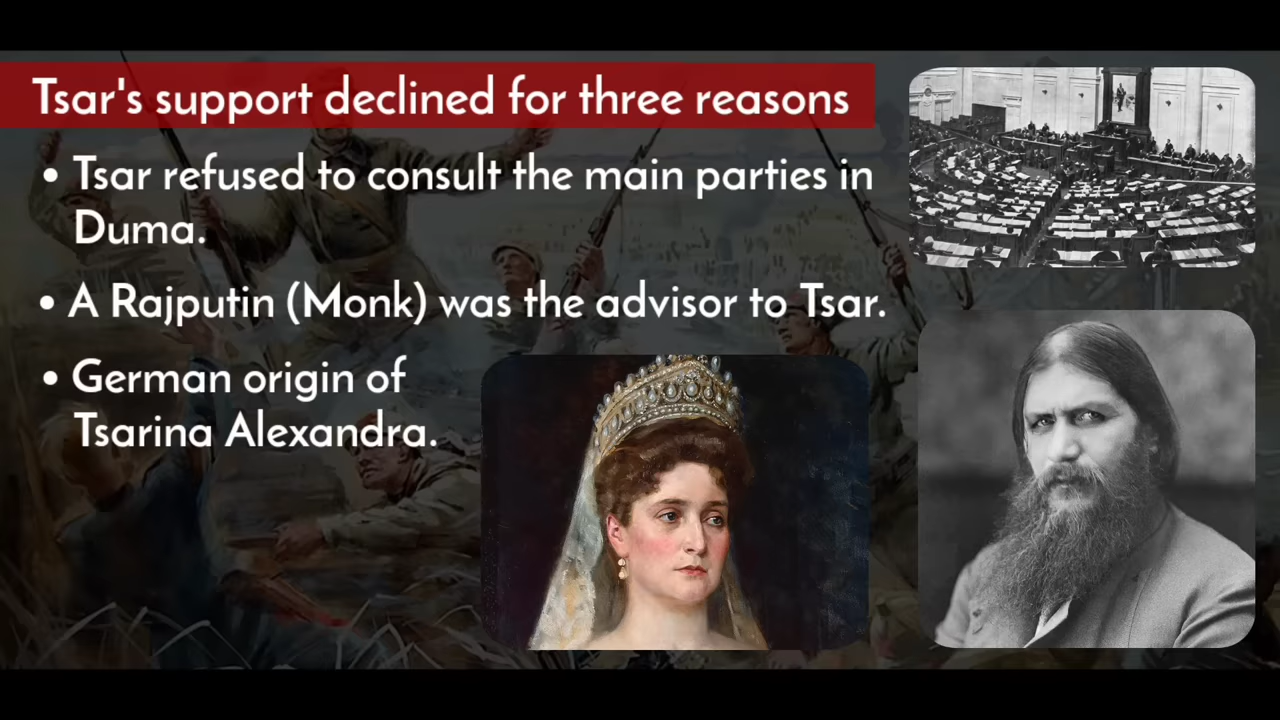 Tsar's support declined for three reasons
• Tsar refused to consult the main parties in
Duma.
• A Rajputin (Monk) was the advisor to Tsar.
• German origin of
Tsarina Alexandra.